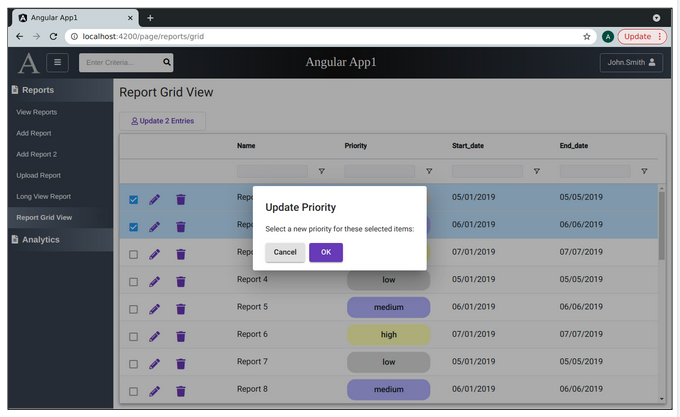 Angular App1
localhost:4200/page/reports/grid
A
Update
A
Enter Criteria...
Angular App1
John.Smith
Reports
View Reports
Add Report
Add Report 2
Upload Report
Long View Report
Report Grid View
Analytics
Report Grid View
Update 2 Entries
Name Priority Start_date End_date
05/01/2019 05/05/2019
06/01/2019 06/06/2019
07/01/2019 07/07/2019
Update Priority
Select a new priority for these selected items:
Cancel OK
Report 4 low 05/01/2019 05/05/2019
Report 5 medium 06/01/2019 06/06/2019
Report 6 high 07/01/2019 07/07/2019
Report 7 low 05/01/2019 05/05/2019
Report 8 medium 06/01/2019 06/06/2019